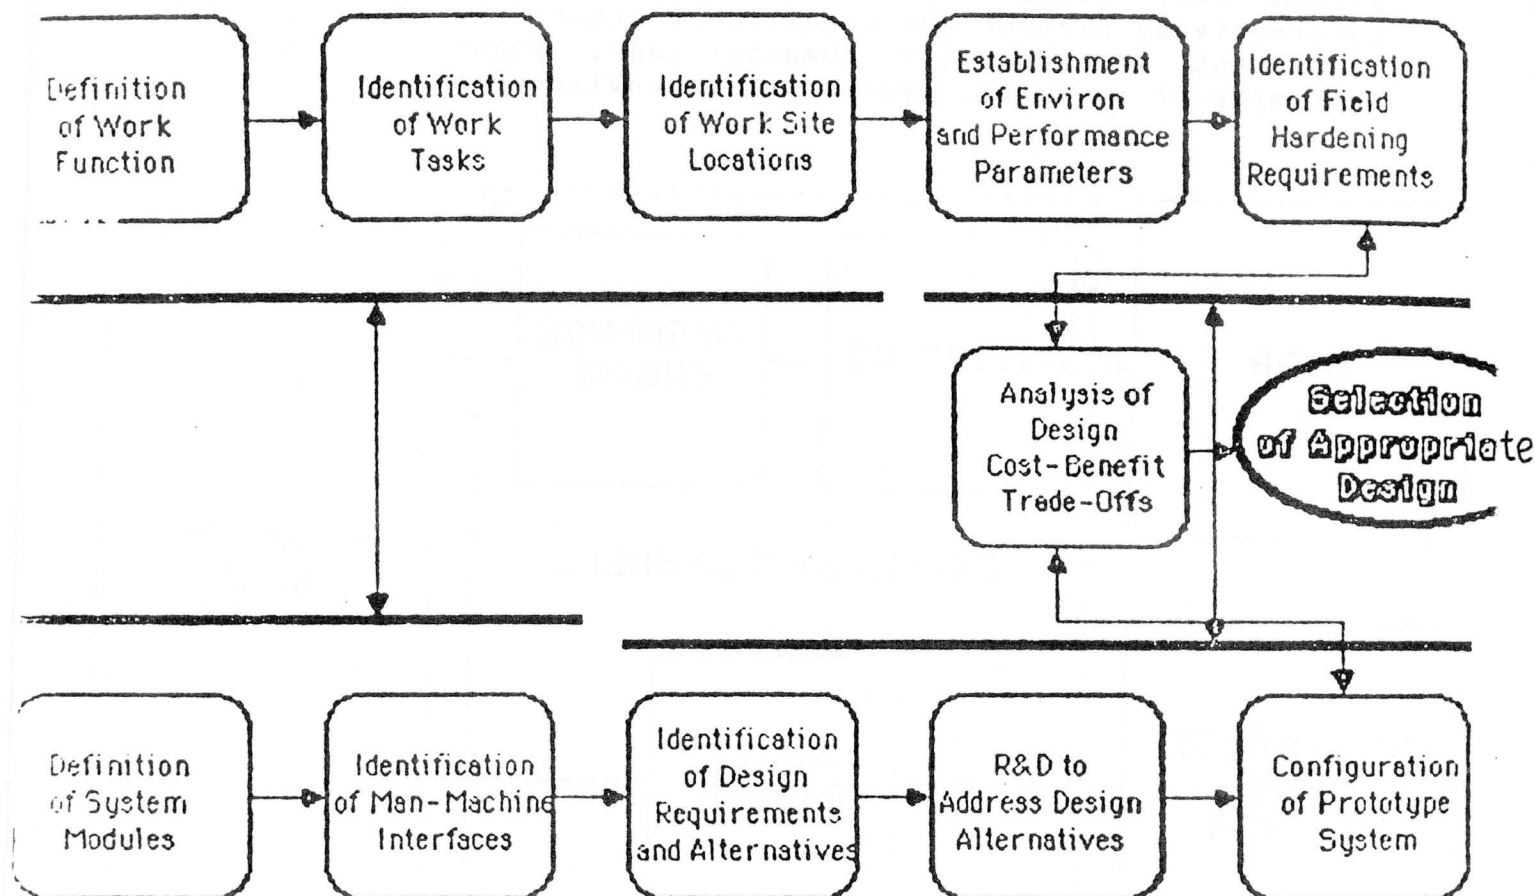 Definition
of Work
Function
Identification
of Work
Tasks
Identification
of Work Site
Locations
Establishment
of Environ
and Performance
Parameters
Identification
of Field
Hardening
Requirements
Analysis of
Design
Cost-Benefit
Trade-Offs
Selection
of Appropriate
Design
Definition
of System
Modules
Identification
of Man-Machine
Interfaces
Identification
of Design
Requirements
and Alternatives
R&D to
Address Design
Alternatives
Configuration
of Prototype
System